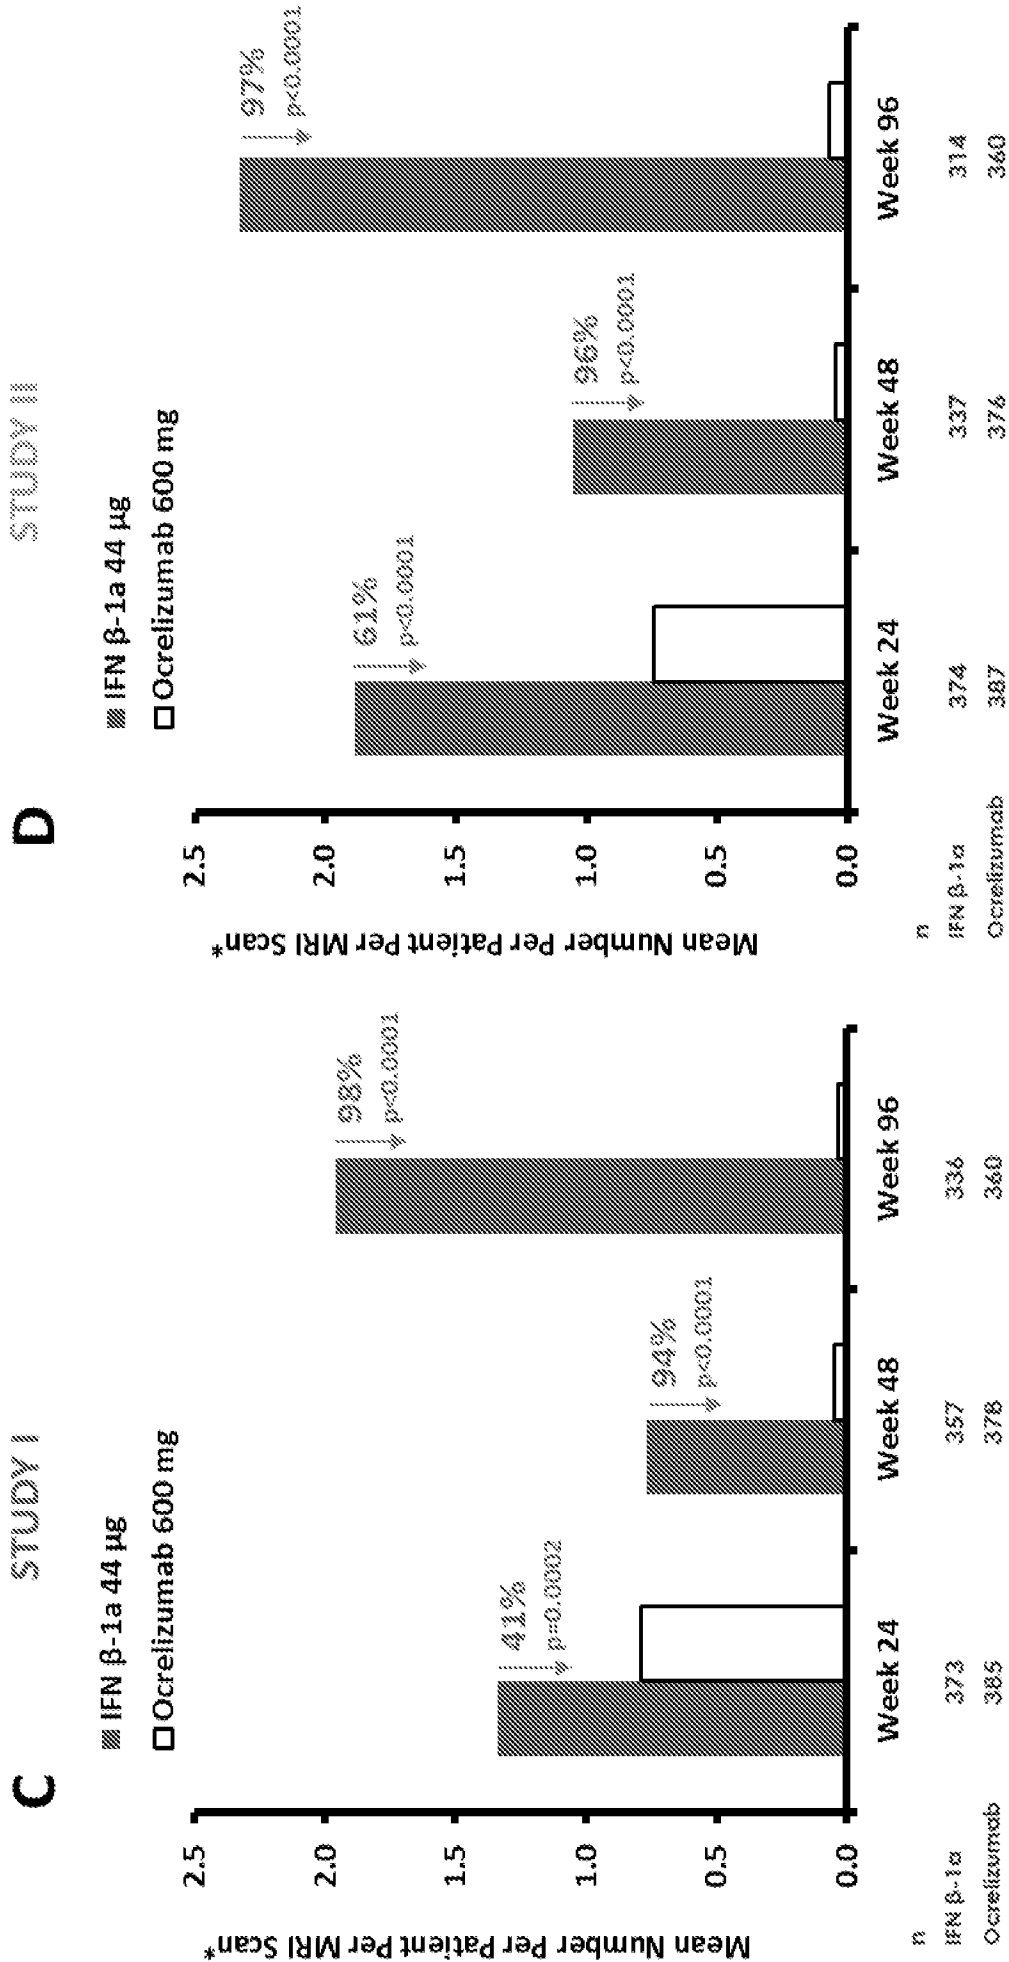 C
STUDY I
IFN β-1a 44 µg
Ocrelizumab 600 mg
Mean Number Per Patient Per MRI Scan*
2.5
2.0
1.5
1.0
0.5
0.0
41%
p=0.0002
94%
p<0.0001
98%
p<0.0001
Week 24 Week 48 Week 96
n
IFN β-1a 373 357 336
Ocrelizumab 385 378 360
D
STUDY III
IFN β-1a 44 µg
Ocrelizumab 600 mg
Mean Number Per Patient Per MRI Scan*
2.5
2.0
1.5
1.0
0.5
0.0
61%
p<0.0001
96%
p<0.0001
97%
p<0.0001
Week 24 Week 48 Week 96
n
IFN β-1a 374 337 314
Ocrelizumab 387 376 360